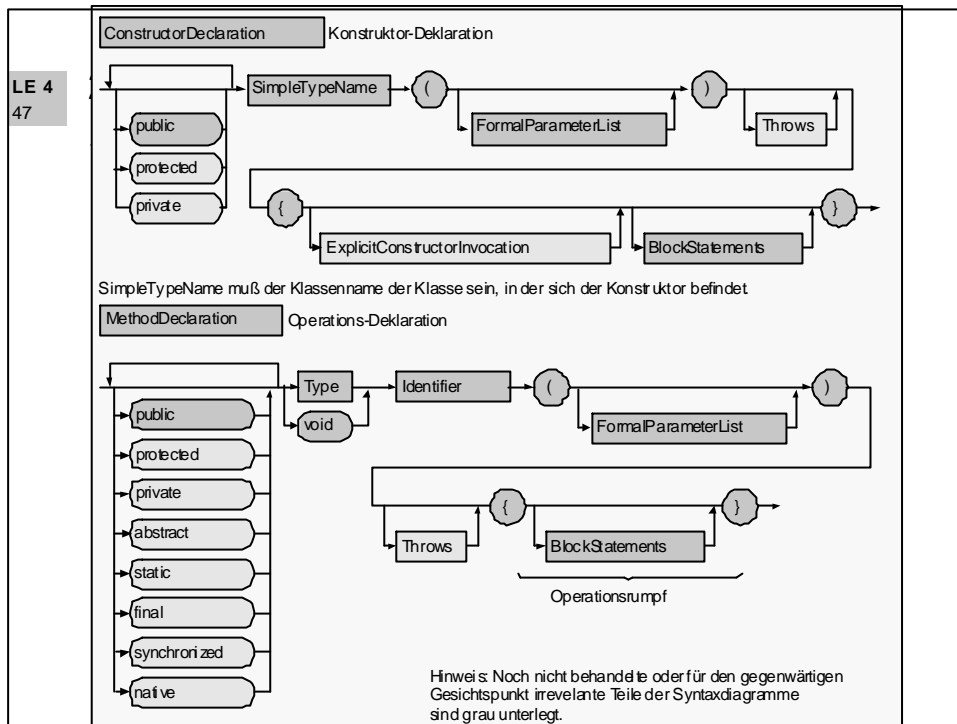 ConstructorDeclaration Konstruktor-Deklaration
LE 4
47
SimpleTypeName ( )
public FormalParameterList Throws
protected
private { }
ExplicitConstructorInvocation BlockStatements
SimpleTypeName muß der Klassenname der Klasse sein, in der sich der Konstruktor befindet.
MethodDeclaration Operations-Deklaration
Type Identifier ( )
public void FormalParameterList
protected
private { }
abstract Throws BlockStatements
static
final Operationsrumpf
synchronized
native
Hinweis: Noch nicht behandelte oder für den gegenwärtigen
Gesichtspunkt irrevelante Teile der Syntaxdiagramme
sind grau unterlegt.